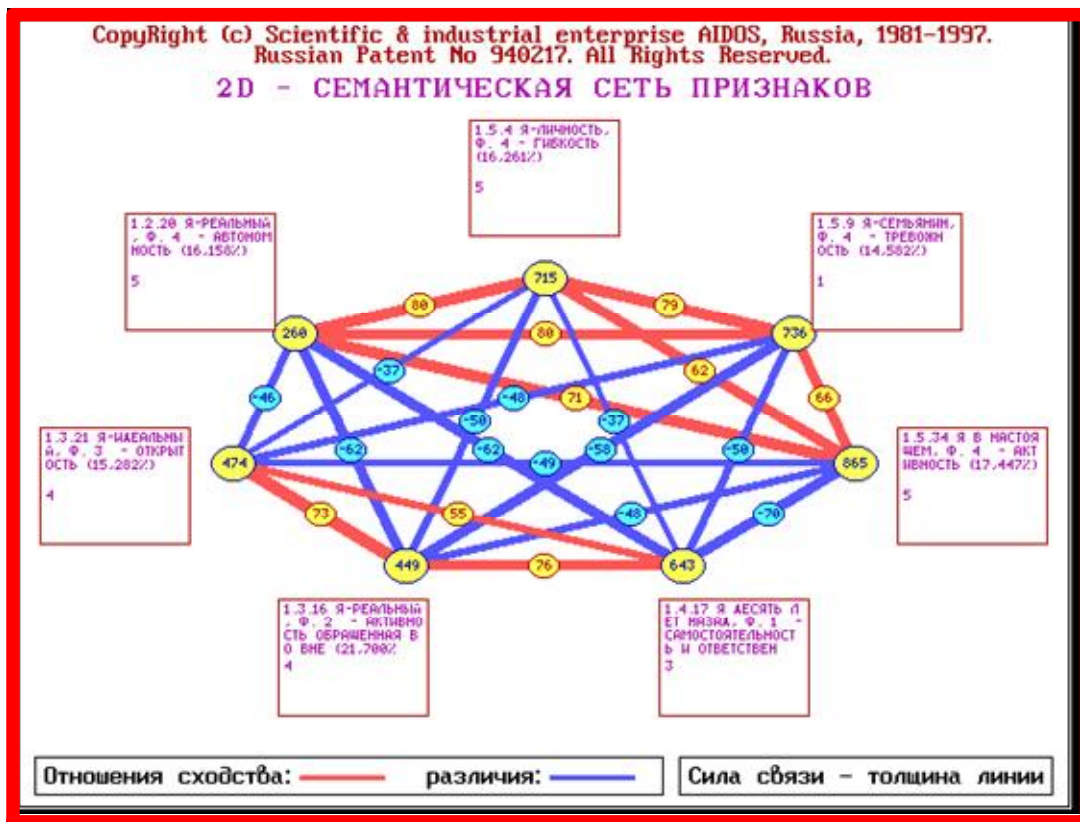 CopyRight (c) Scientific & industrial enterprise AIDOS, Russia, 1981-1997.
Russian Patent No 940217. All Rights Reserved.
2D - СЕМАНТИЧЕСКАЯ СЕТЬ ПРИЗНАКОВ
1.5.4 Я-ЛИЧНОСТЬ,
Ф. 4 - ГИБКОСТЬ
(16,261%)
5
1.2.20 Я-РЕАЛЬНЫЙ
, Ф. 4 - АВТОНОМ
НОСТЬ (16,158%)
5
1.5.9 Я-СЕМЬЯНИН,
Ф. 4 - ТРЕВОЖН
ОСТЬ (14,582%)
1
715
80
79
260
80
736
-37
62
-46
-48
71
66
-50
-37
1.3.21 Я-ИДЕАЛЬНЫ
Й, Ф. 3 - ОТКРЫТ
ОСТЬ (15,282%)
4
-62
-62
-58
-50
474
-49
865
1.5.34 Я В НАСТОЯ
ЩЕМ, Ф. 4 - АКТ
ИВНОСТЬ (17,447%)
5
73
55
-48
-70
449
76
643
1.3.16 Я-РЕАЛЬНЫЙ
, Ф. 2 - АКТИВНО
СТЬ ОБРАЩЕННАЯ В
О ВНЕ (21,700%
4
1.4.17 Я ДЕСЯТЬ Л
ЕТ НАЗАД, Ф. 1 -
САМОСТОЯТЕЛЬНОСТ
Ь И ОТВЕТСТВЕН
3
Отношения сходства: различия:
Сила связи - толщина линии